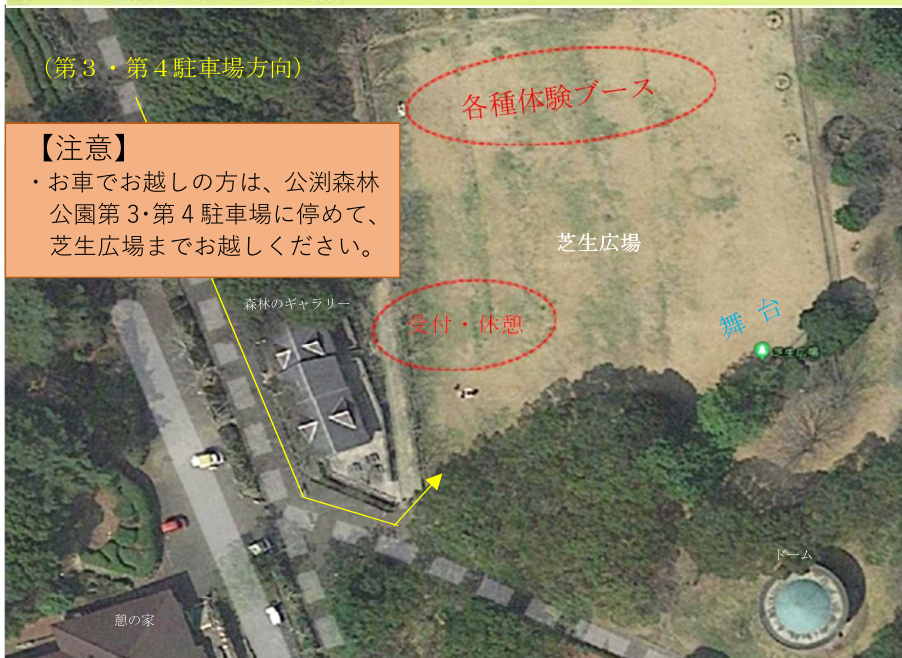 (第３・第４駐車場方向)
各種体験ブース
【注意】
・お車でお越しの方は、公渕森林
公園第 3･第 4 駐車場に停めて、
芝生広場までお越しください。
芝生広場
森林のギャラリー
受付・休憩
舞 台
芝生広場
ドーム
憩の家